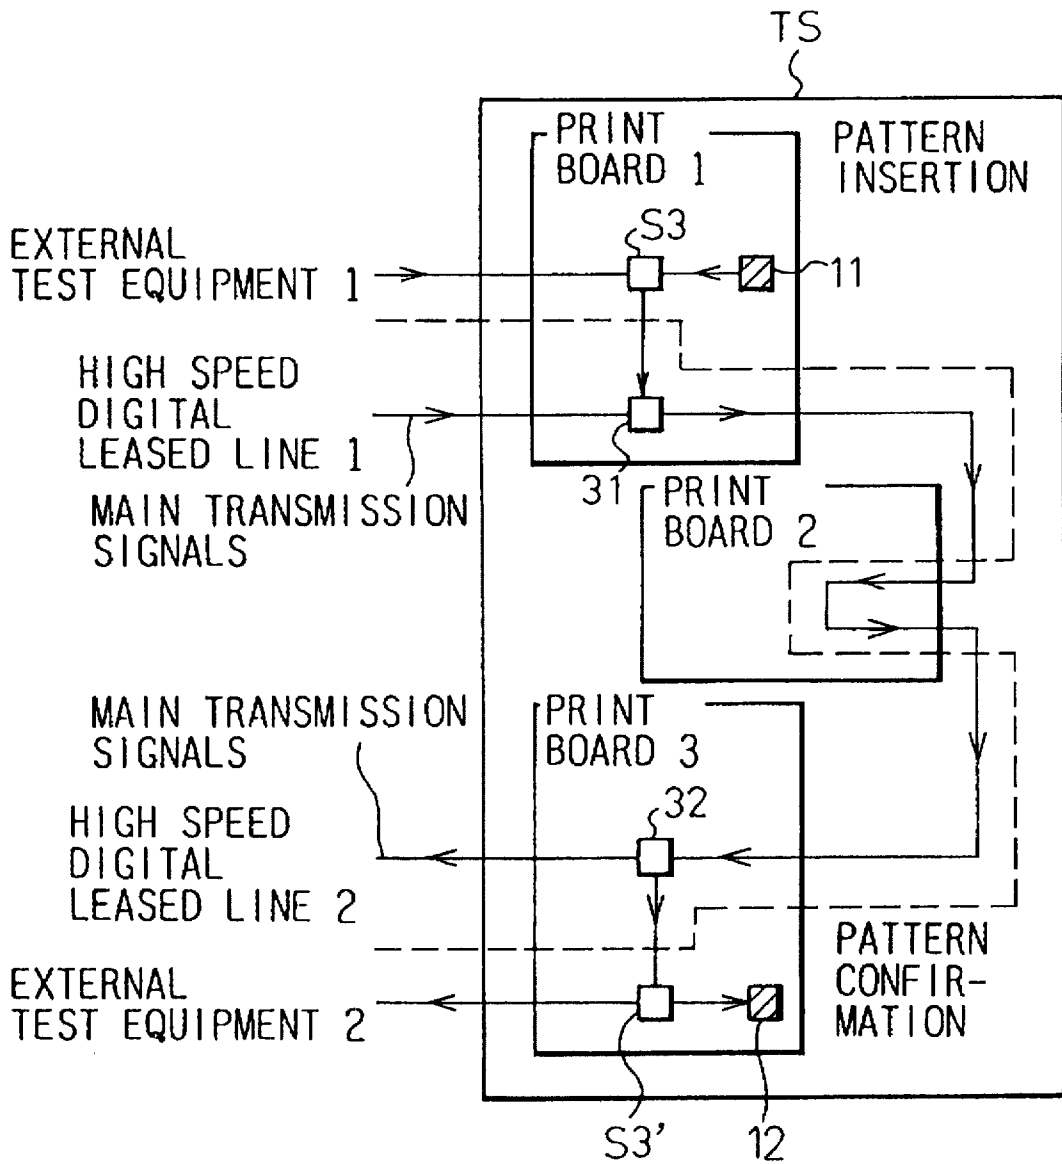 TS
PRINT
BOARD 1
PATTERN
INSERTION
S3
11
EXTERNAL
TEST EQUIPMENT 1
HIGH SPEED
DIGITAL
LEASED LINE 1
31
MAIN TRANSMISSION
SIGNALS
PRINT
BOARD 2
MAIN TRANSMISSION
SIGNALS
PRINT
BOARD 3
32
HIGH SPEED
DIGITAL
LEASED LINE 2
PATTERN
CONFIR-
MATION
EXTERNAL
TEST EQUIPMENT 2
S3'
12